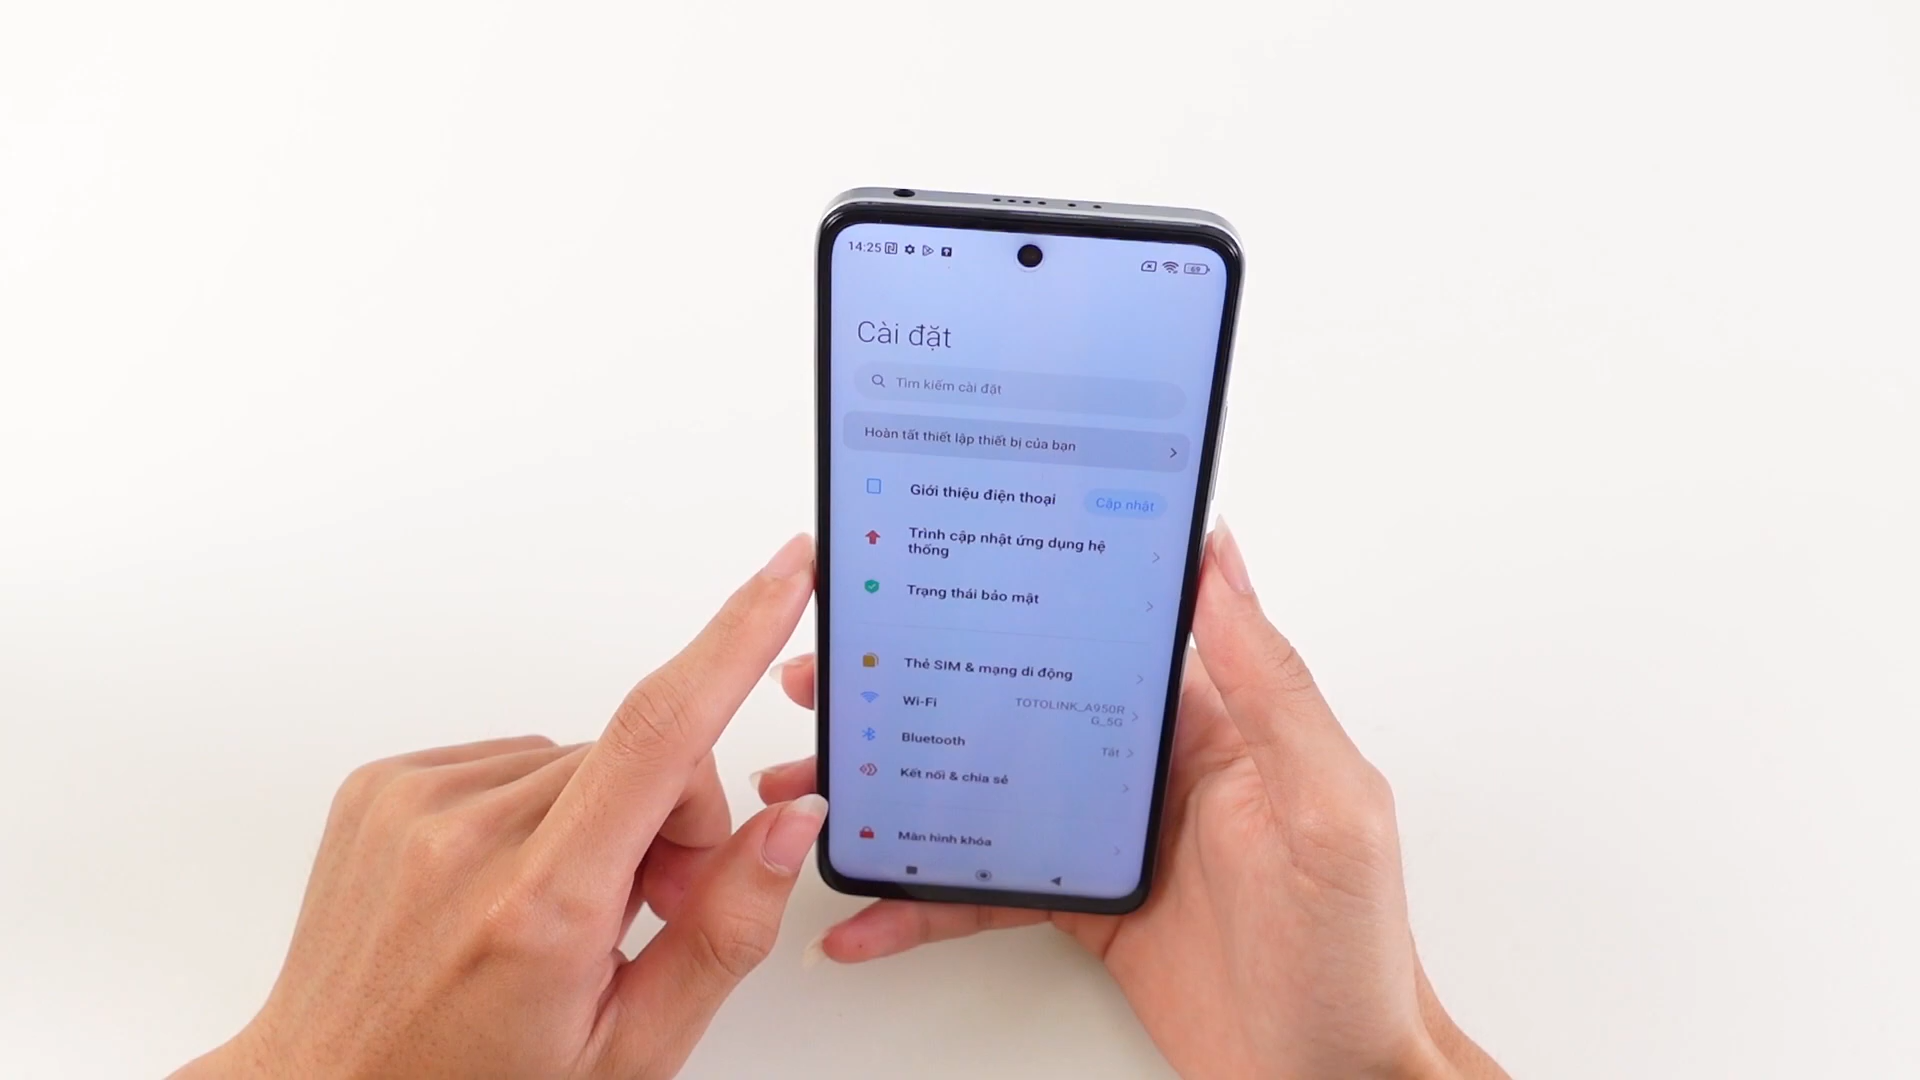 14:25
69
Cài đặt
Tìm kiếm cài đặt
Hoàn tất thiết lập thiết bị của bạn
Giới thiệu điện thoại
Cập nhật
Trình cập nhật ứng dụng hệ
thống
Trạng thái bảo mật
Thẻ SIM & mạng di động
Wi-Fi
TOTOLINK_A950R
G_5G
Bluetooth
Tắt
Kết nối & chia sẻ
Màn hình khóa